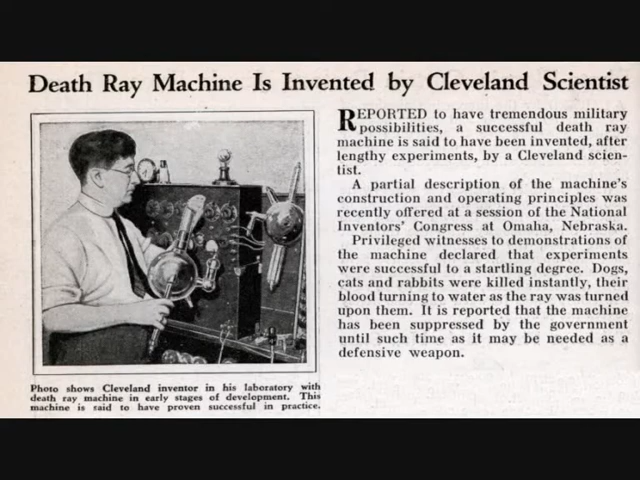 Death Ray Machine Is Invented by Cleveland Scientist
REPORTED to have tremendous military
possibilities, a successful death ray
machine is said to have been invented, after
lengthy experiments, by a Cleveland scien-
tist.
A partial description of the machine's
construction and operating principles was
recently offered at a session of the National
Inventors' Congress at Omaha, Nebraska.
Privileged witnesses to demonstrations of
the machine declared that experiments
were successful to a startling degree. Dogs,
cats and rabbits were killed instantly, their
blood turning to water as the ray was turned
upon them. It is reported that the machine
has been suppressed by the government
until such time as it may be needed as a
defensive weapon.
Photo shows Cleveland inventor in his laboratory with
death ray machine in early stages of development. This
machine is said to have proven successful in practice.